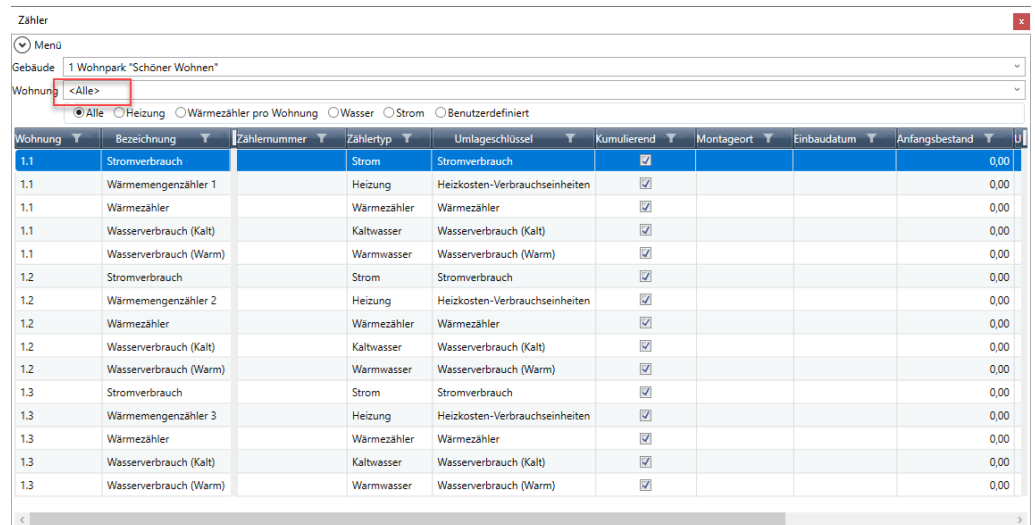 Zähler
x
Menü
Gebäude 1 Wohnpark "Schöner Wohnen"
Wohnung <Alle>
Alle Heizung Wärmezähler pro Wohnung Wasser Strom Benutzerdefiniert
Wohnung Bezeichnung Zählernummer Zählertyp Umlageschlüssel Kumulierend Montageort Einbaudatum Anfangsbestand U
1.1 Stromverbrauch Strom Stromverbrauch 0,00
1.1 Wärmemengenzähler 1 Heizung Heizkosten-Verbrauchseinheiten 0,00
1.1 Wärmezähler Wärmezähler Wärmezähler 0,00
1.1 Wasserverbrauch (Kalt) Kaltwasser Wasserverbrauch (Kalt) 0,00
1.1 Wasserverbrauch (Warm) Warmwasser Wasserverbrauch (Warm) 0,00
1.2 Stromverbrauch Strom Stromverbrauch 0,00
1.2 Wärmemengenzähler 2 Heizung Heizkosten-Verbrauchseinheiten 0,00
1.2 Wärmezähler Wärmezähler Wärmezähler 0,00
1.2 Wasserverbrauch (Kalt) Kaltwasser Wasserverbrauch (Kalt) 0,00
1.2 Wasserverbrauch (Warm) Warmwasser Wasserverbrauch (Warm) 0,00
1.3 Stromverbrauch Strom Stromverbrauch 0,00
1.3 Wärmemengenzähler 3 Heizung Heizkosten-Verbrauchseinheiten 0,00
1.3 Wärmezähler Wärmezähler Wärmezähler 0,00
1.3 Wasserverbrauch (Kalt) Kaltwasser Wasserverbrauch (Kalt) 0,00
1.3 Wasserverbrauch (Warm) Warmwasser Wasserverbrauch (Warm) 0,00